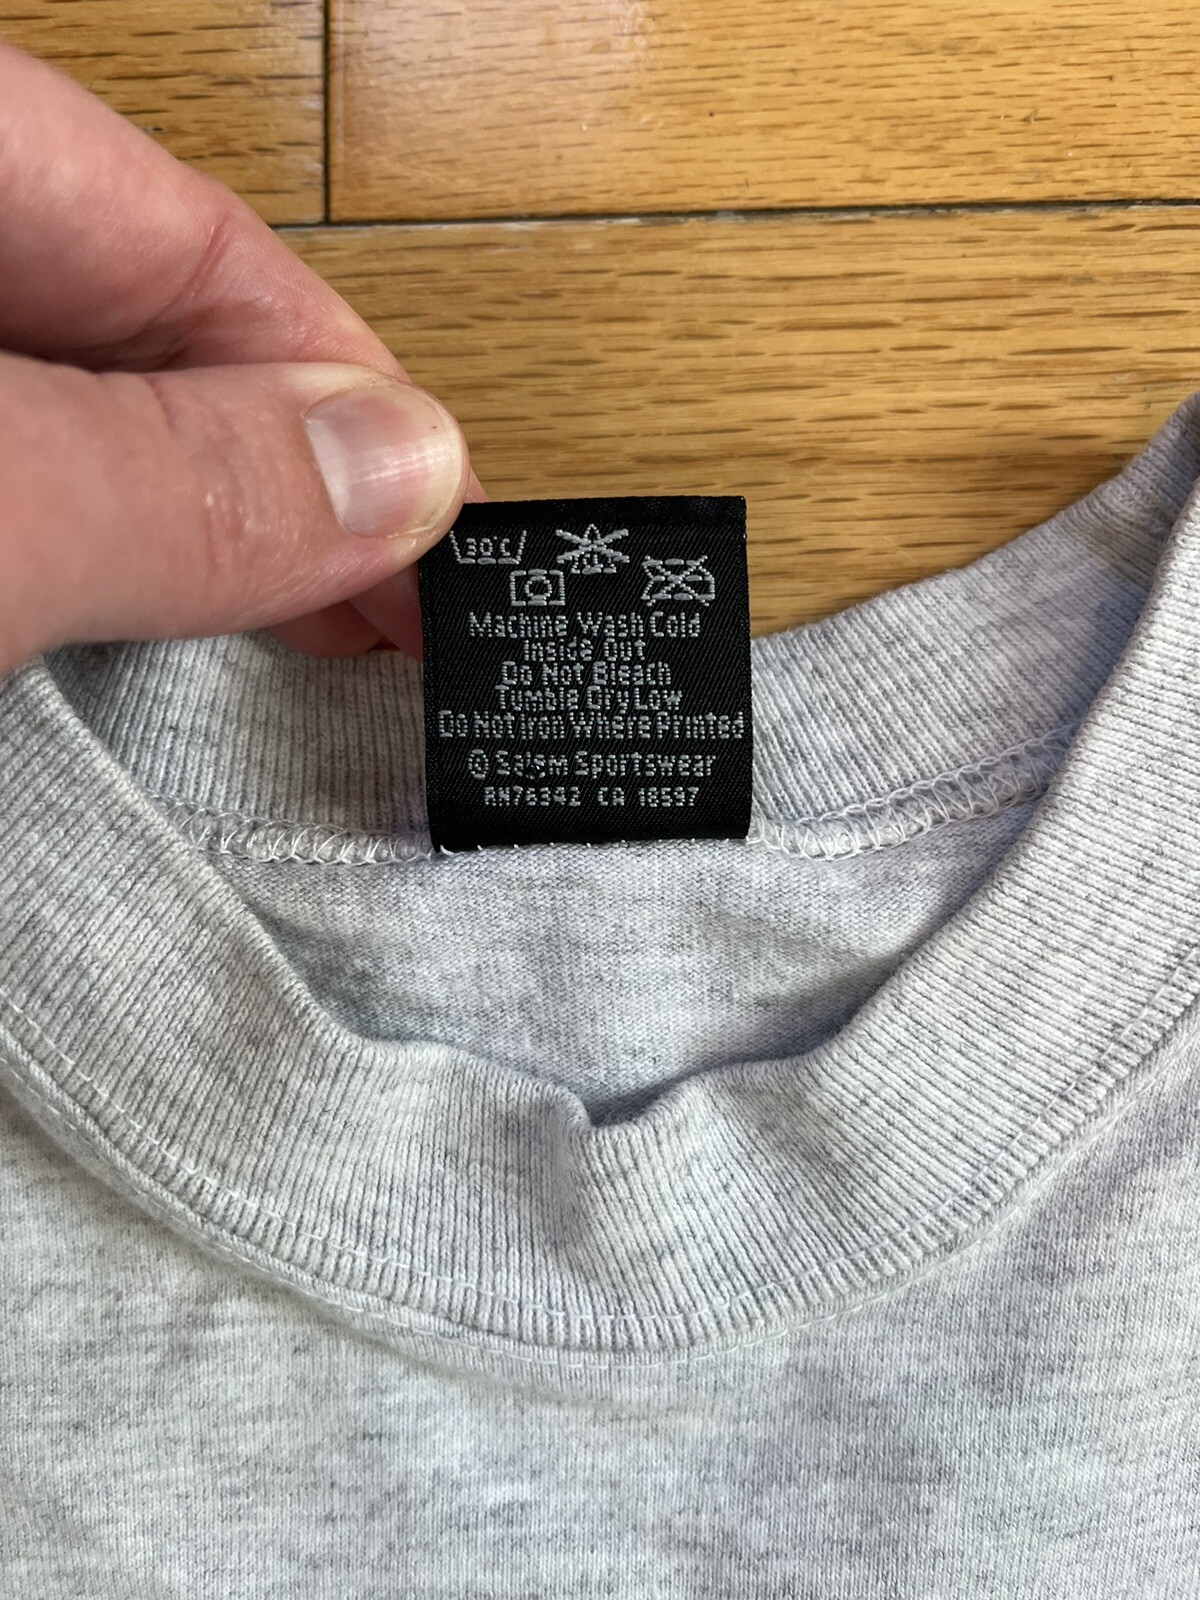 30°C
Machine Wash Cold
Inside Out
Do Not Bleach
Tumble Dry Low
Do Not Iron Where Printed
© Salem Sportswear
RN76342 CA 18597